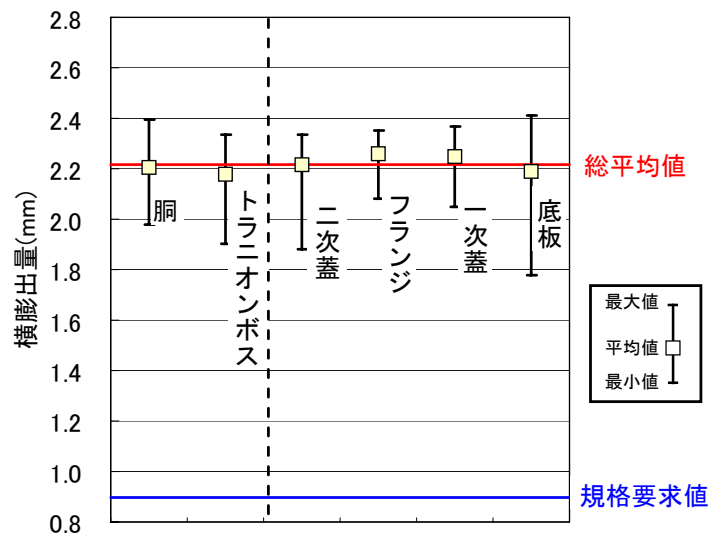 2.8
2.6
2.4
2.2
2.0
1.8
1.6
1.4
1.2
1.0
0.8
横膨出量(mm)
胴
トラニオンボス
二次蓋
フランジ
一次蓋
底板
総平均値
規格要求値
最大値
平均値
最小値